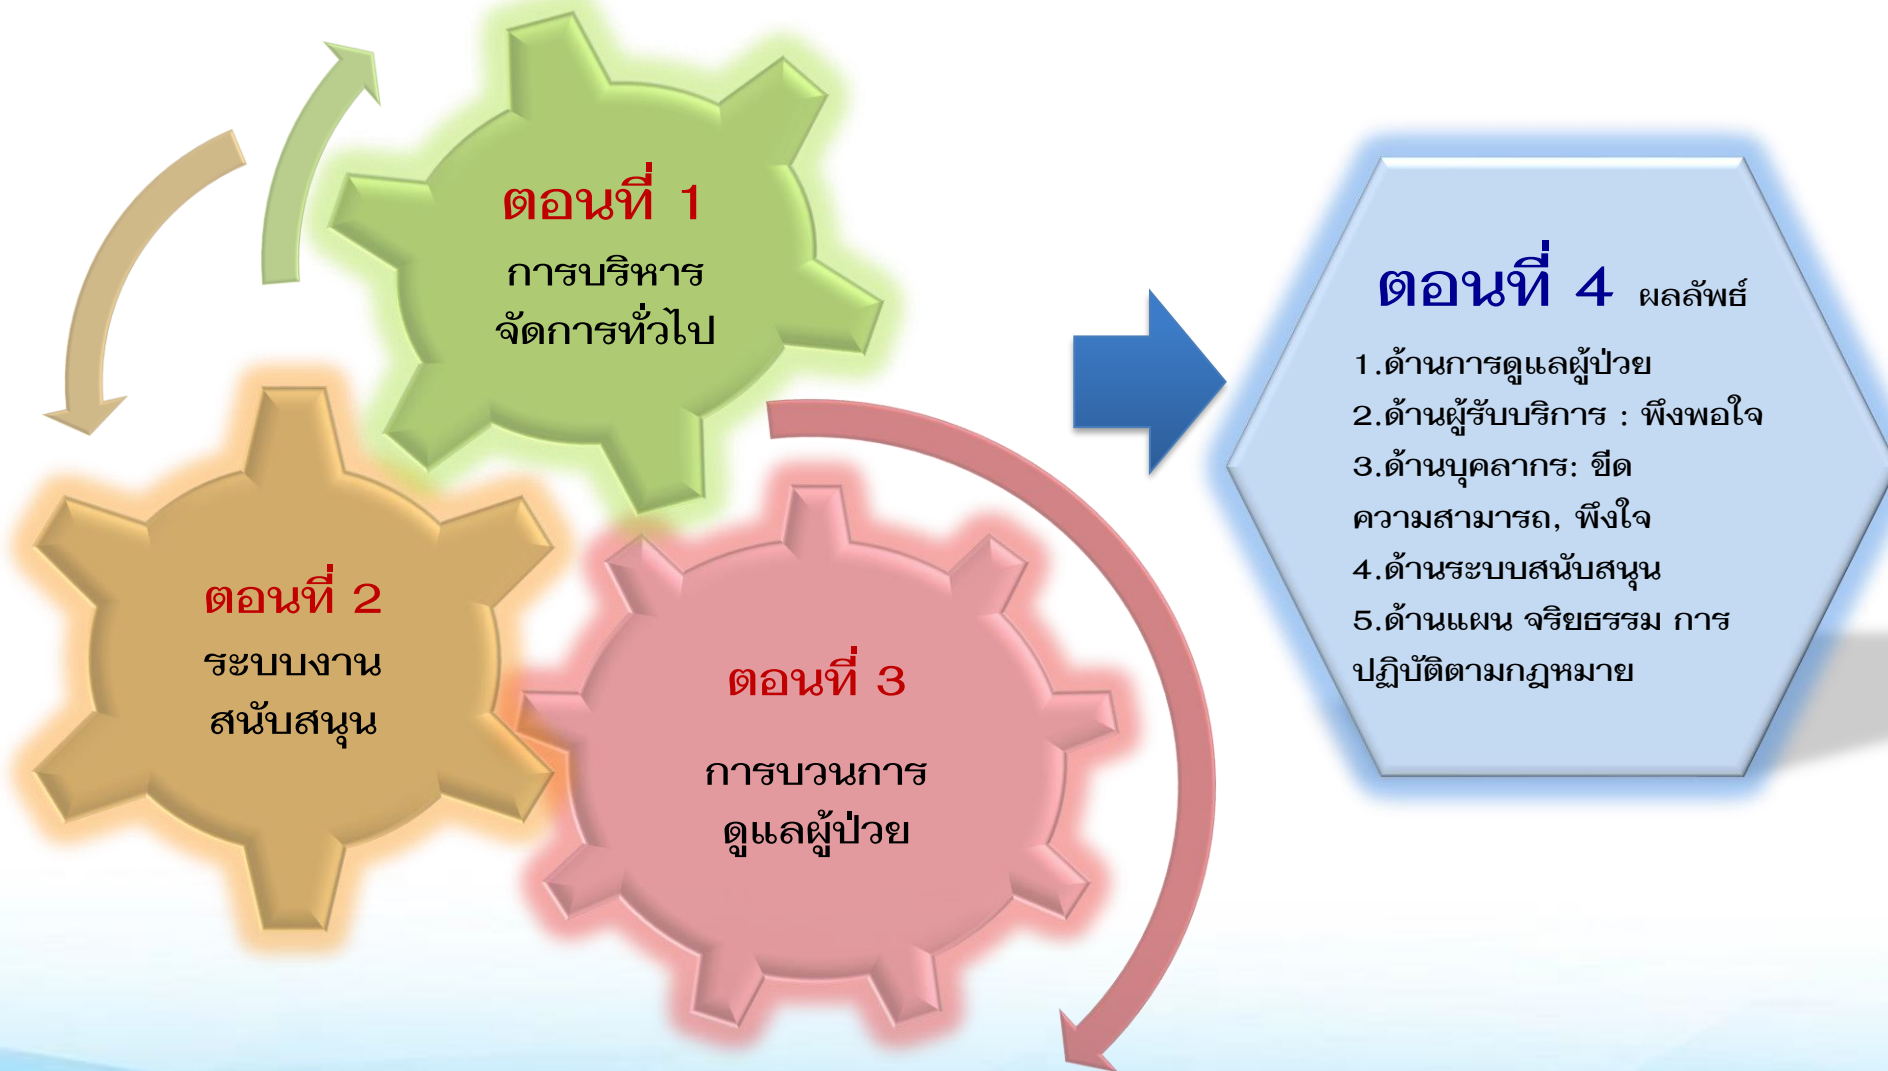 ตอนที่ 1
การบริหาร
จัดการทั่วไป
ตอนที่ 2
ระบบงาน
สนับสนุน
ตอนที่ 3
การบวนการ
ดูแลผู้ป่วย
ตอนที่ 4 ผลลัพธ์
1.ด้านการดูแลผู้ป่วย
2.ด้านผู้รับบริการ : พึงพอใจ
3.ด้านบุคลากร: ขีด
ความสามารถ, พึงใจ
4.ด้านระบบสนับสนุน
5.ด้านแผน จริยธรรม การ
ปฏิบัติตามกฎหมาย